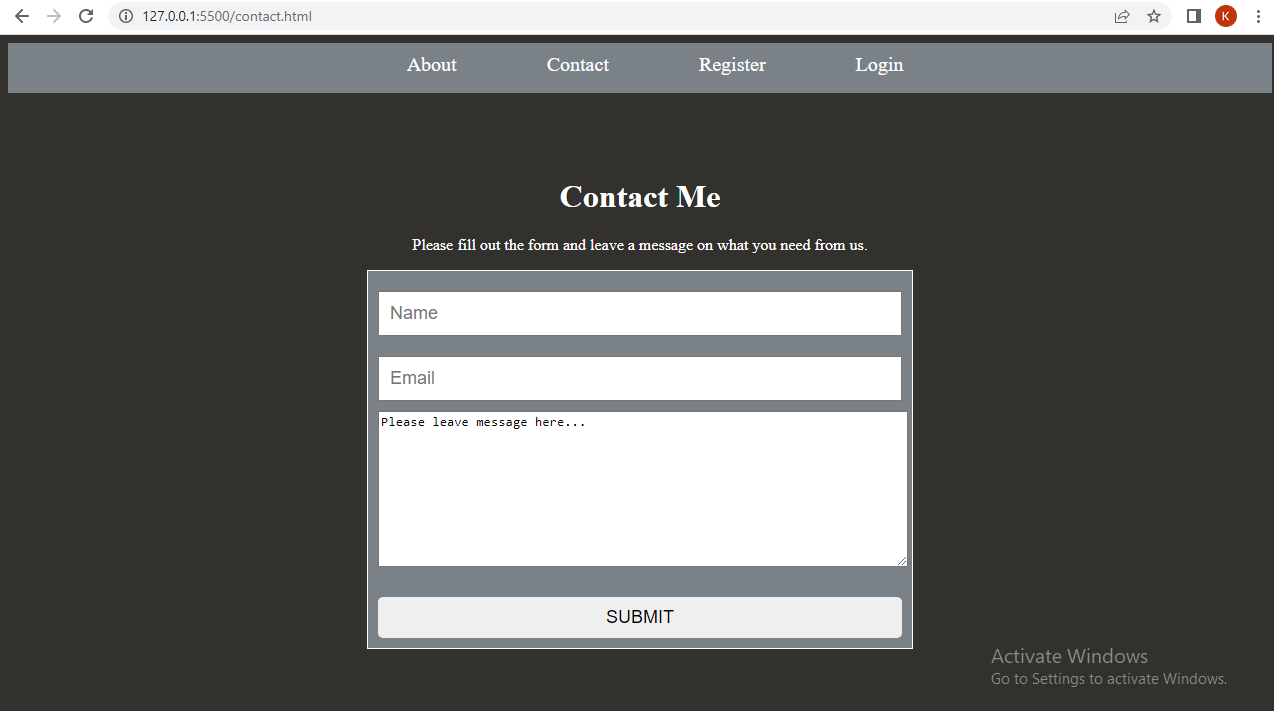 127.0.0.1:5500/contact.html
K
About Contact Register Login
Contact Me
Please fill out the form and leave a message on what you need from us.
Name
Email
Please leave message here...
SUBMIT
Activate Windows
Go to Settings to activate Windows.